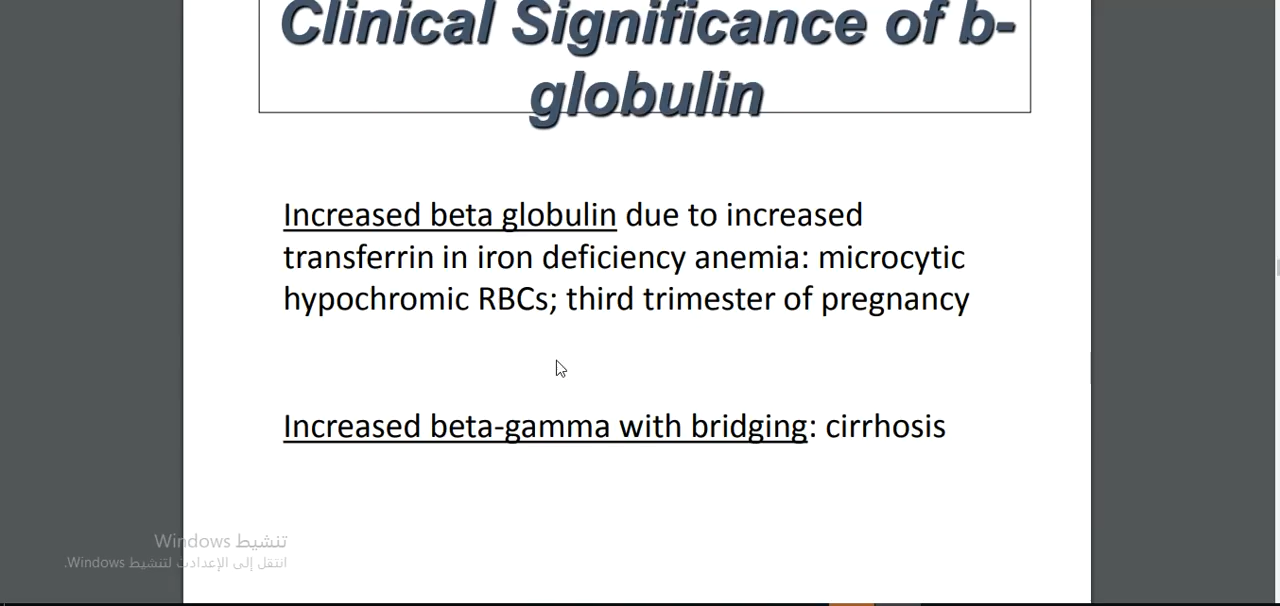 Clinical Significance of b-
globulin
Increased beta globulin due to increased
transferrin in iron deficiency anemia: microcytic
hypochromic RBCs; third trimester of pregnancy
Increased beta-gamma with bridging: cirrhosis
تنشيط Windows
انتقل إلى الإعدادت لتنشيط Windows.